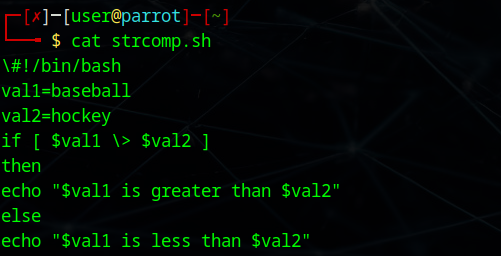 ┌─[✗]─[user@parrot]─[~]
└──╼ $ cat strcomp.sh
\#!/bin/bash
val1=baseball
val2=hockey
if [ $val1 \> $val2 ]
then
echo "$val1 is greater than $val2"
else
echo "$val1 is less than $val2"